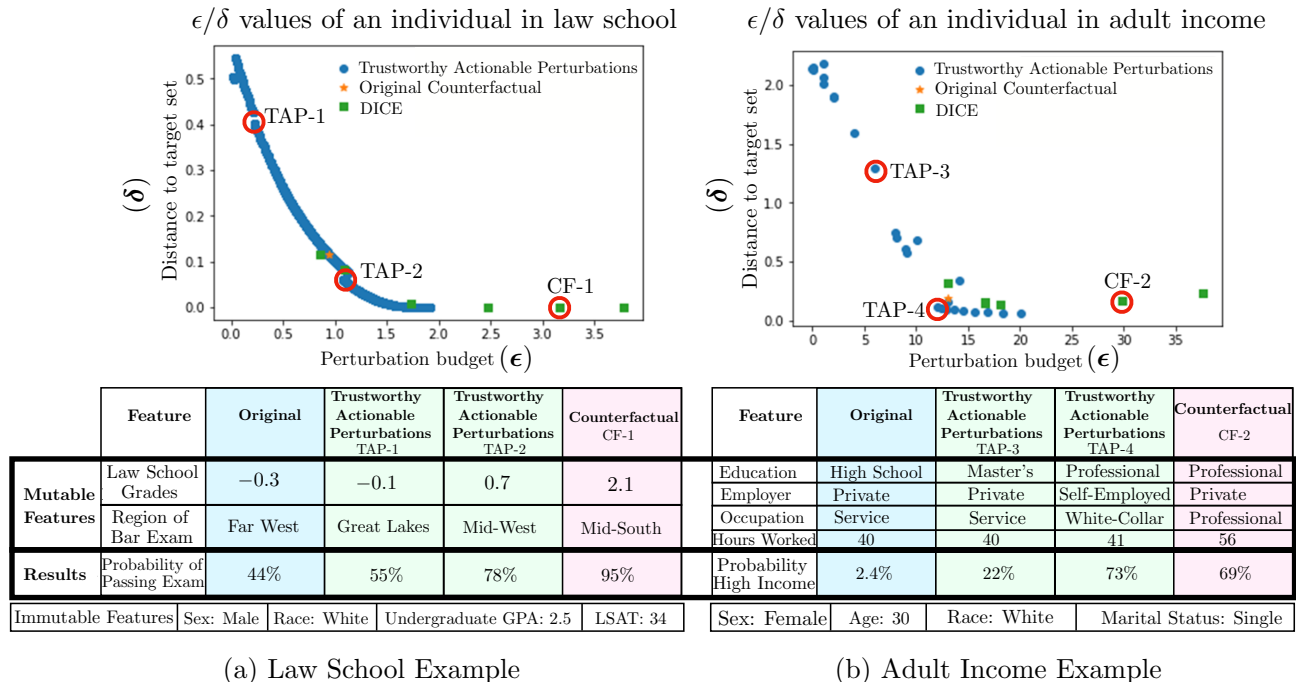 ϵ/δ values of an individual in law school
0.5
0.4
0.3
0.2
0.1
0.0
Distance to target set
(δ)
Trustworthy Actionable Perturbations
Original Counterfactual
DICE
TAP-1
TAP-2
CF-1
0.0 0.5 1.0 1.5 2.0 2.5 3.0 3.5
Perturbation budget (ϵ)
ϵ/δ values of an individual in adult income
2.0
1.5
1.0
0.5
0.0
Distance to target set
(δ)
Trustworthy Actionable Perturbations
Original Counterfactual
DICE
TAP-3
CF-2
TAP-4
0 5 10 15 20 25 30 35
Perturbation budget (ϵ)
Feature Original Trustworthy Actionable Perturbations TAP-1 Trustworthy Actionable Perturbations TAP-2 Counterfactual CF-1
Mutable Features
Law School Grades −0.3 −0.1 0.7 2.1
Region of Bar Exam Far West Great Lakes Mid-West Mid-South
Results Probability of Passing Exam 44% 55% 78% 95%
Immutable Features Sex: Male Race: White Undergraduate GPA: 2.5 LSAT: 34
(a) Law School Example
Feature Original Trustworthy Actionable Perturbations TAP-3 Trustworthy Actionable Perturbations TAP-4 Counterfactual CF-2
Education High School Master's Professional Professional
Employer Private Private Self-Employed Private
Occupation Service Service White-Collar Professional
Hours Worked 40 40 41 56
Probability High Income 2.4% 22% 73% 69%
Sex: Female Age: 30 Race: White Marital Status: Single
(b) Adult Income Example